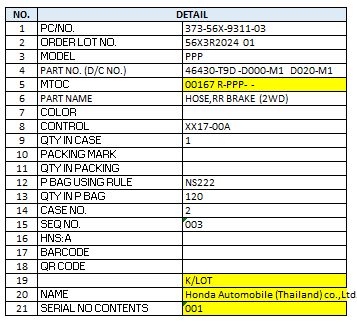 NO. DETAIL
1 PC/NO. 373-56X-9311-03
2 ORDER LOT NO. 56X3R2024 01
3 MODEL PPP
4 PART NO. (D/C NO.) 46430-T9D -D000-M1 D020-M1
5 MTOC 00167 R-PPP- -
6 PART NAME HOSE,RR BRAKE (2WD)
7 COLOR
8 CONTROL XX17-00A
9 QTY IN CASE 1
10 PACKING MARK
11 QTY IN PACKING
12 P BAG USING RULE NS222
13 QTY IN P BAG 120
14 CASE NO. 2
15 SEQ NO. 003
16 HNS:A
17 BARCODE
18 QR CODE
19 K/LOT
20 NAME Honda Automobile (Thailand) co.,Ltd
21 SERIAL NO CONTENTS 001